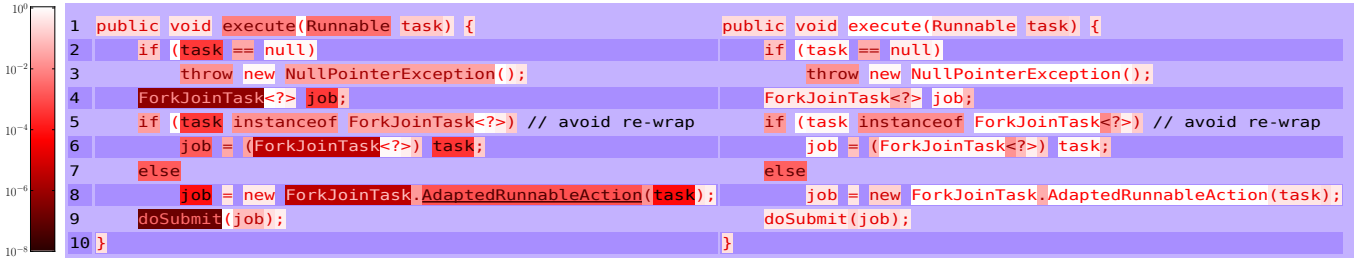 10⁰
10⁻²
10⁻⁴
10⁻⁶
10⁻⁸
1 public void execute(Runnable task) {
2 if (task == null)
3 throw new NullPointerException();
4 ForkJoinTask<?> job;
5 if (task instanceof ForkJoinTask<?>) // avoid re-wrap
6 job = (ForkJoinTask<?>) task;
7 else
8 job = new ForkJoinTask.AdaptedRunnableAction(task);
9 doSubmit(job);
10 }
public void execute(Runnable task) {
if (task == null)
throw new NullPointerException();
ForkJoinTask<?> job;
if (task instanceof ForkJoinTask<?>) // avoid re-wrap
job = (ForkJoinTask<?>) task;
else
job = new ForkJoinTask.AdaptedRunnableAction(task);
doSubmit(job);
}